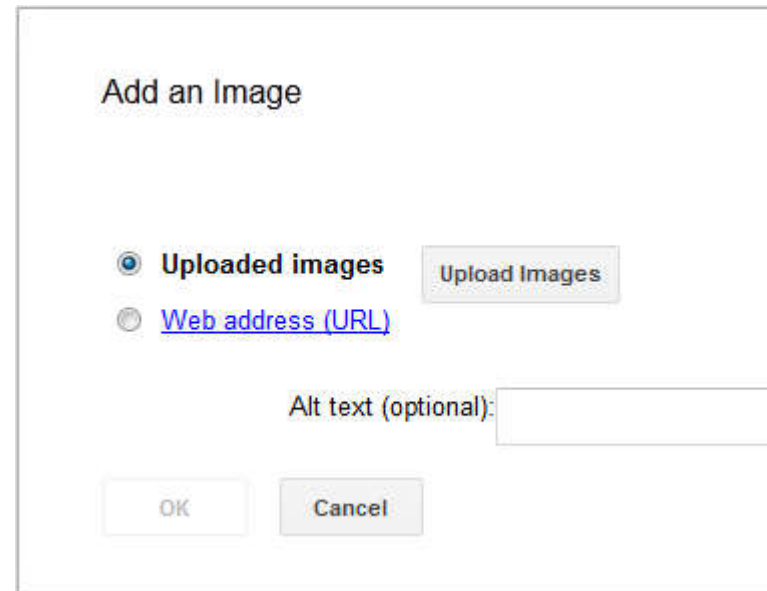 Add an Image
Uploaded images
Upload Images
Web address (URL)
Alt text (optional):
OK
Cancel